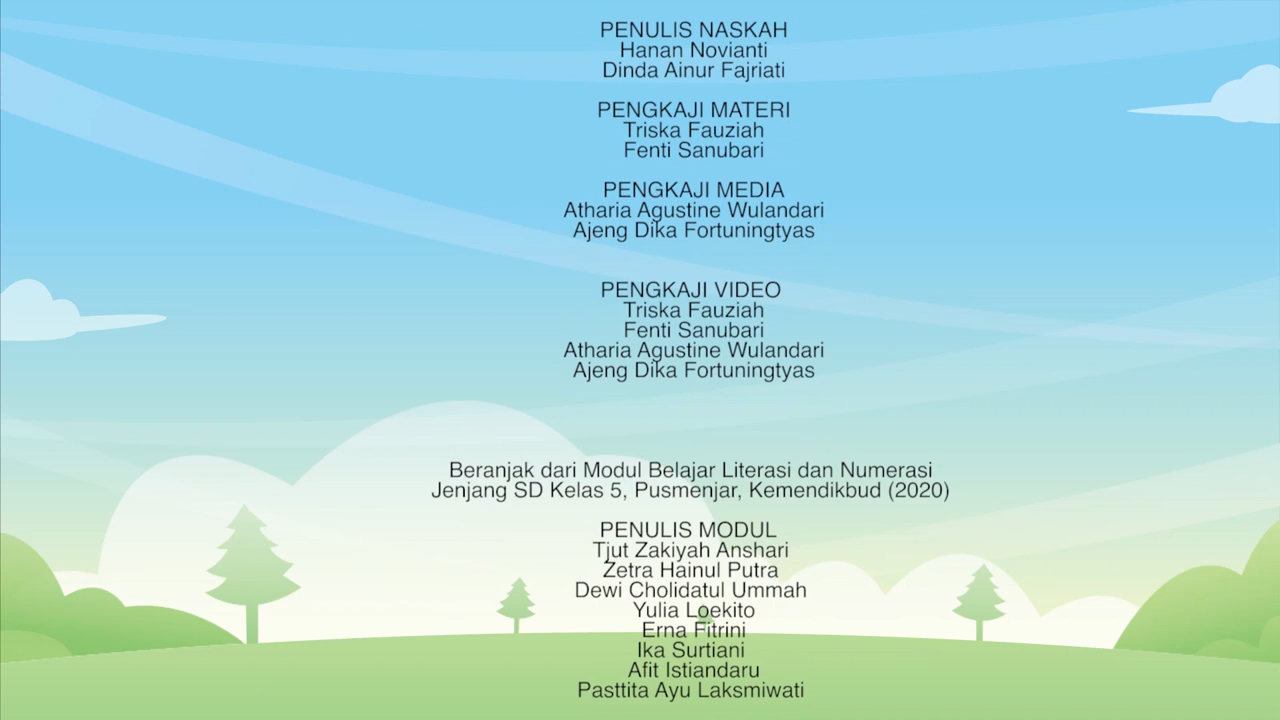 PENULIS NASKAH
Hanan Novianti
Dinda Ainur Fajriati
PENGKAJI MATERI
Triska Fauziah
Fenti Sanubari
PENGKAJI MEDIA
Atharia Agustine Wulandari
Ajeng Dika Fortuningtyas
PENGKAJI VIDEO
Triska Fauziah
Fenti Sanubari
Atharia Agustine Wulandari
Ajeng Dika Fortuningtyas
Beranjak dari Modul Belajar Literasi dan Numerasi
Jenjang SD Kelas 5, Pusmenjar, Kemendikbud (2020)
PENULIS MODUL
Tjut Zakiyah Anshari
Zetra Hainul Putra
Dewi Cholidatul Ummah
Yulia Loekito
Erna Fitrini
Ika Surtiani
Afit Istiandaru
Pasttita Ayu Laksmiwati